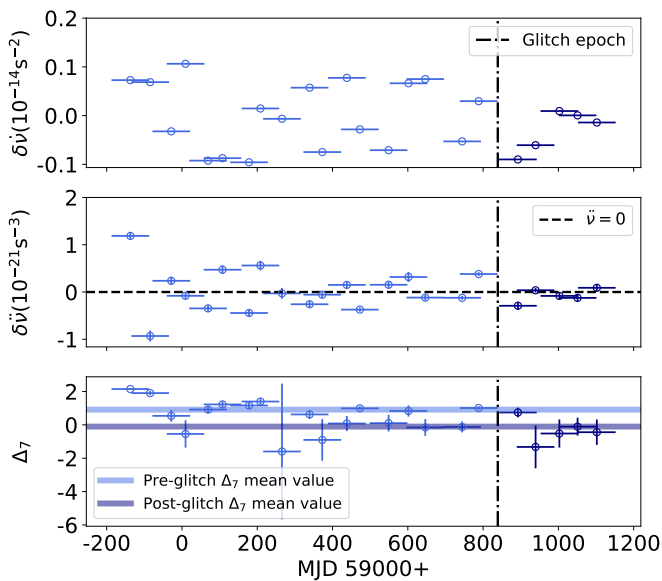 0.2
0.1
0.0
-0.1
δν̇(10⁻¹⁴s⁻²)
Glitch epoch
2
1
0
-1
δν̈(10⁻²¹s⁻³)
ν̈ = 0
2
0
-2
-4
-6
Δ₇
Pre-glitch Δ₇ mean value
Post-glitch Δ₇ mean value
-200 0 200 400 600 800 1000 1200
MJD 59000+